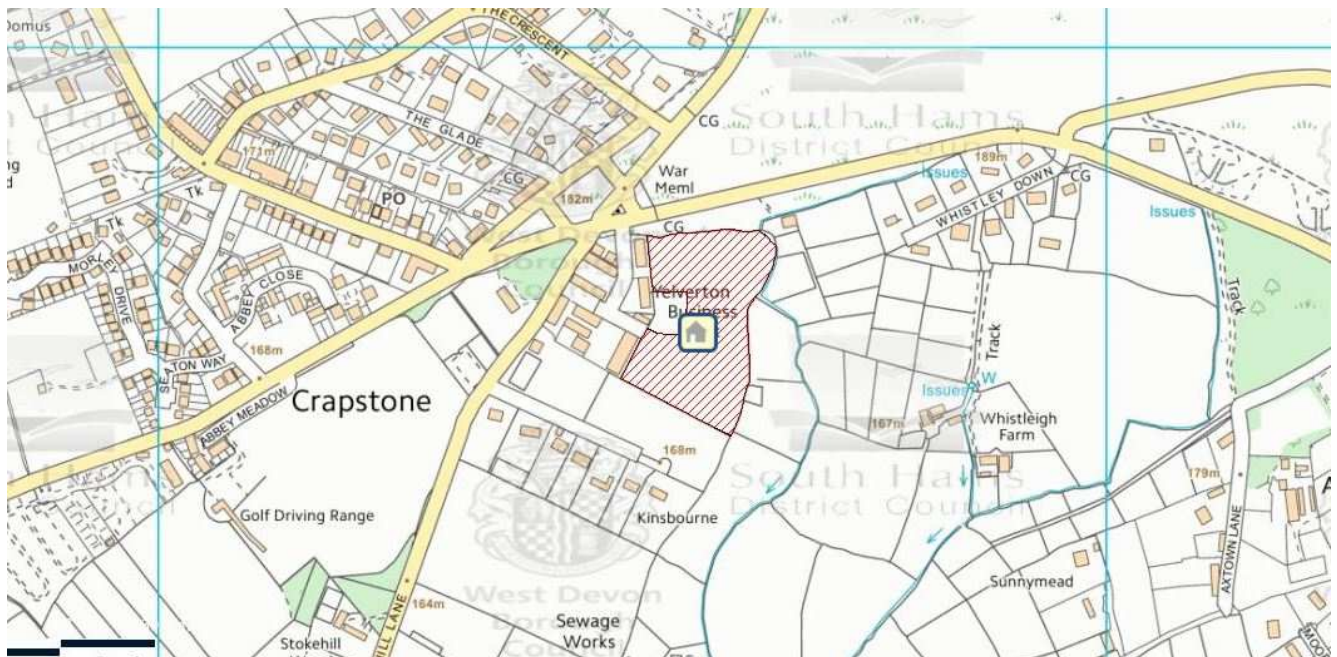 Domus
THE CRESCENT
THE GLADE
171m
CG
CG
South Hams
District Council
War
Meml
Issues
189m
CG
WHISTLEY DOWN
Issues
Tk
Tk
PO
182m
CG
MORLEY
DRIVE
ABBEY CLOSE
Yelverton
Business
Track
Track
168m
SEATON WAY
ABBEY MEADOW
Crapstone
Issues
W
Whistleigh
Farm
167m
168m
179m
South Hams
District Council
Golf Driving Range
Kinsbourne
AXTOWN LANE
Sunnymead
West Devon
Borough
Council
164m
HILL LANE
Stokehill
Sewage
Works
188m